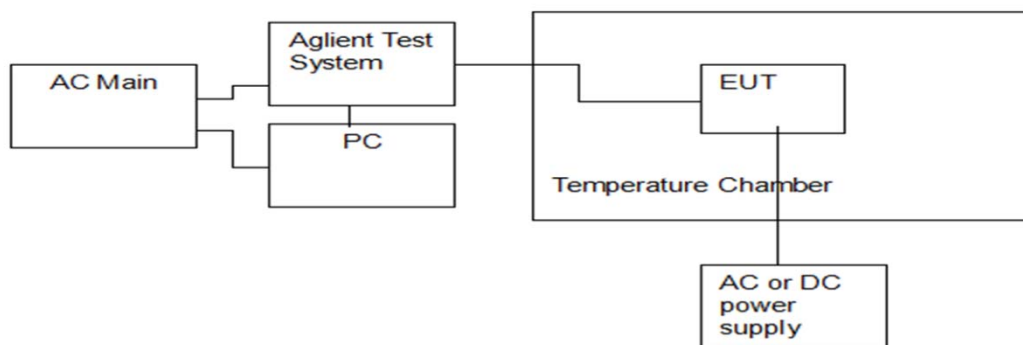 AC Main
Aglient Test
System
PC
EUT
Temperature Chamber
AC or DC
power
supply